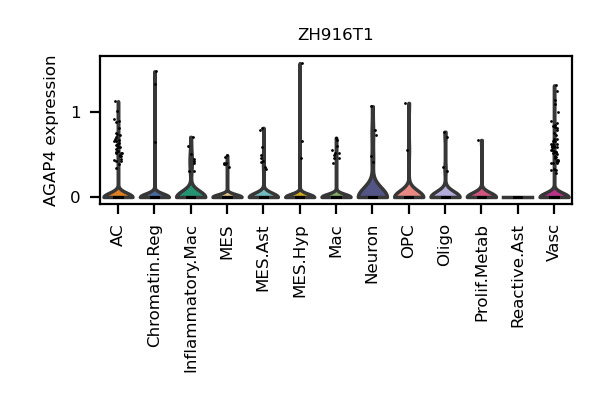 ZH916T1
AGAP4 expression
1
0
AC
Chromatin.Reg
Inflammatory.Mac
MES
MES.Ast
MES.Hyp
Mac
Neuron
OPC
Oligo
Prolif.Metab
Reactive.Ast
Vasc